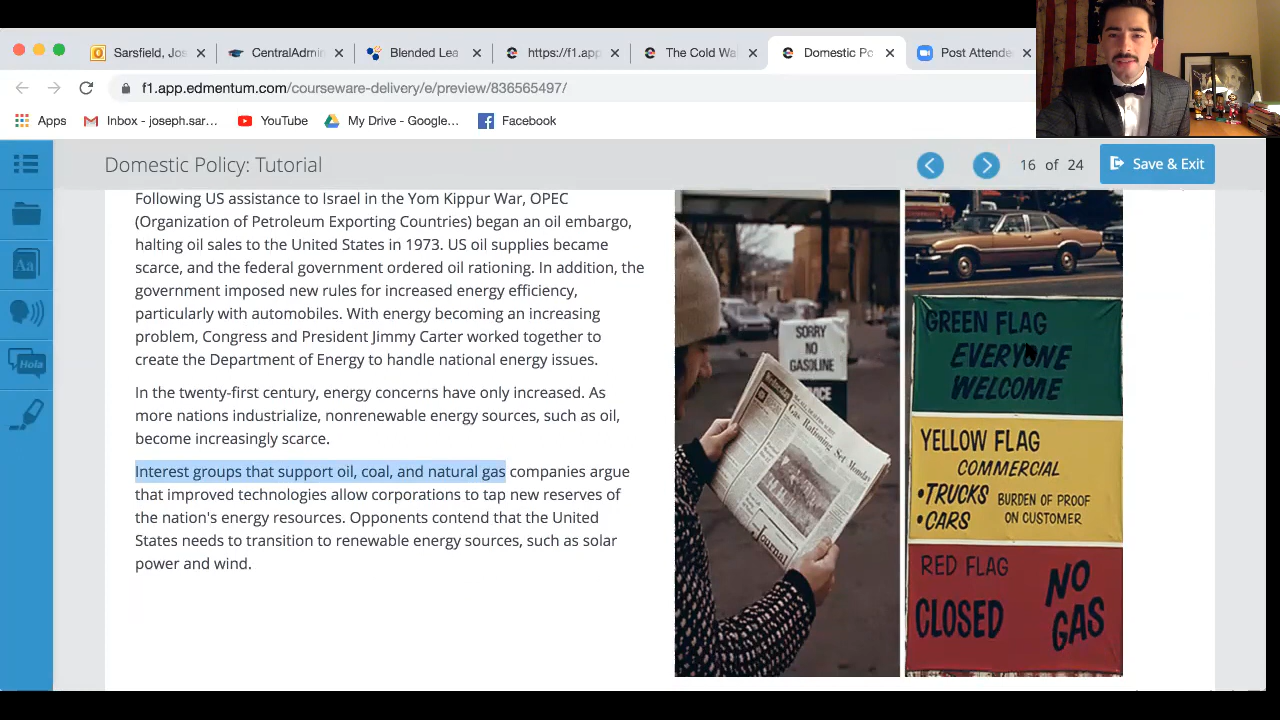 Sarsfield, Jos
CentralAdmi
Blended Lea
https://f1.app
The Cold Wa
Domestic Po
Post Attende
f1.app.edmentum.com/courseware-delivery/e/preview/836565497/
Apps
Inbox - joseph.sar...
YouTube
My Drive - Google...
Facebook
Domestic Policy: Tutorial
16 of 24
Save & Exit
Aa
Hola
Following US assistance to Israel in the Yom Kippur War, OPEC
(Organization of Petroleum Exporting Countries) began an oil embargo,
halting oil sales to the United States in 1973. US oil supplies became
scarce, and the federal government ordered oil rationing. In addition, the
government imposed new rules for increased energy efficiency,
particularly with automobiles. With energy becoming an increasing
problem, Congress and President Jimmy Carter worked together to
create the Department of Energy to handle national energy issues.
In the twenty-first century, energy concerns have only increased. As
more nations industrialize, nonrenewable energy sources, such as oil,
become increasingly scarce.
Interest groups that support oil, coal, and natural gas companies argue
that improved technologies allow corporations to tap new reserves of
the nation's energy resources. Opponents contend that the United
States needs to transition to renewable energy sources, such as solar
power and wind.
SORRY
NO
GASOLINE
Gas Rationing Set Monday
Journal
GREEN FLAG
EVERYONE
WELCOME
YELLOW FLAG
COMMERCIAL
•TRUCKS BURDEN OF PROOF
•CARS ON CUSTOMER
RED FLAG
CLOSED
NO
GAS